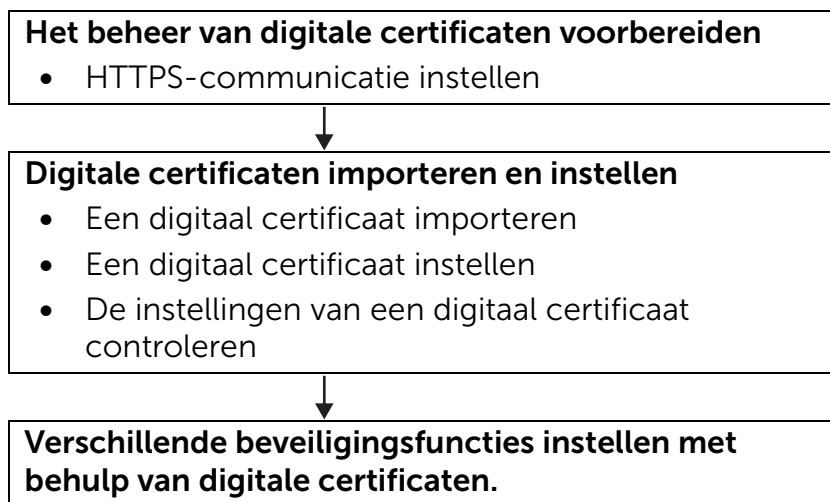 Het beheer van digitale certificaten voorbereiden
• HTTPS-communicatie instellen
Digitale certificaten importeren en instellen
• Een digitaal certificaat importeren
• Een digitaal certificaat instellen
• De instellingen van een digitaal certificaat
controleren
Verschillende beveiligingsfuncties instellen met
behulp van digitale certificaten.